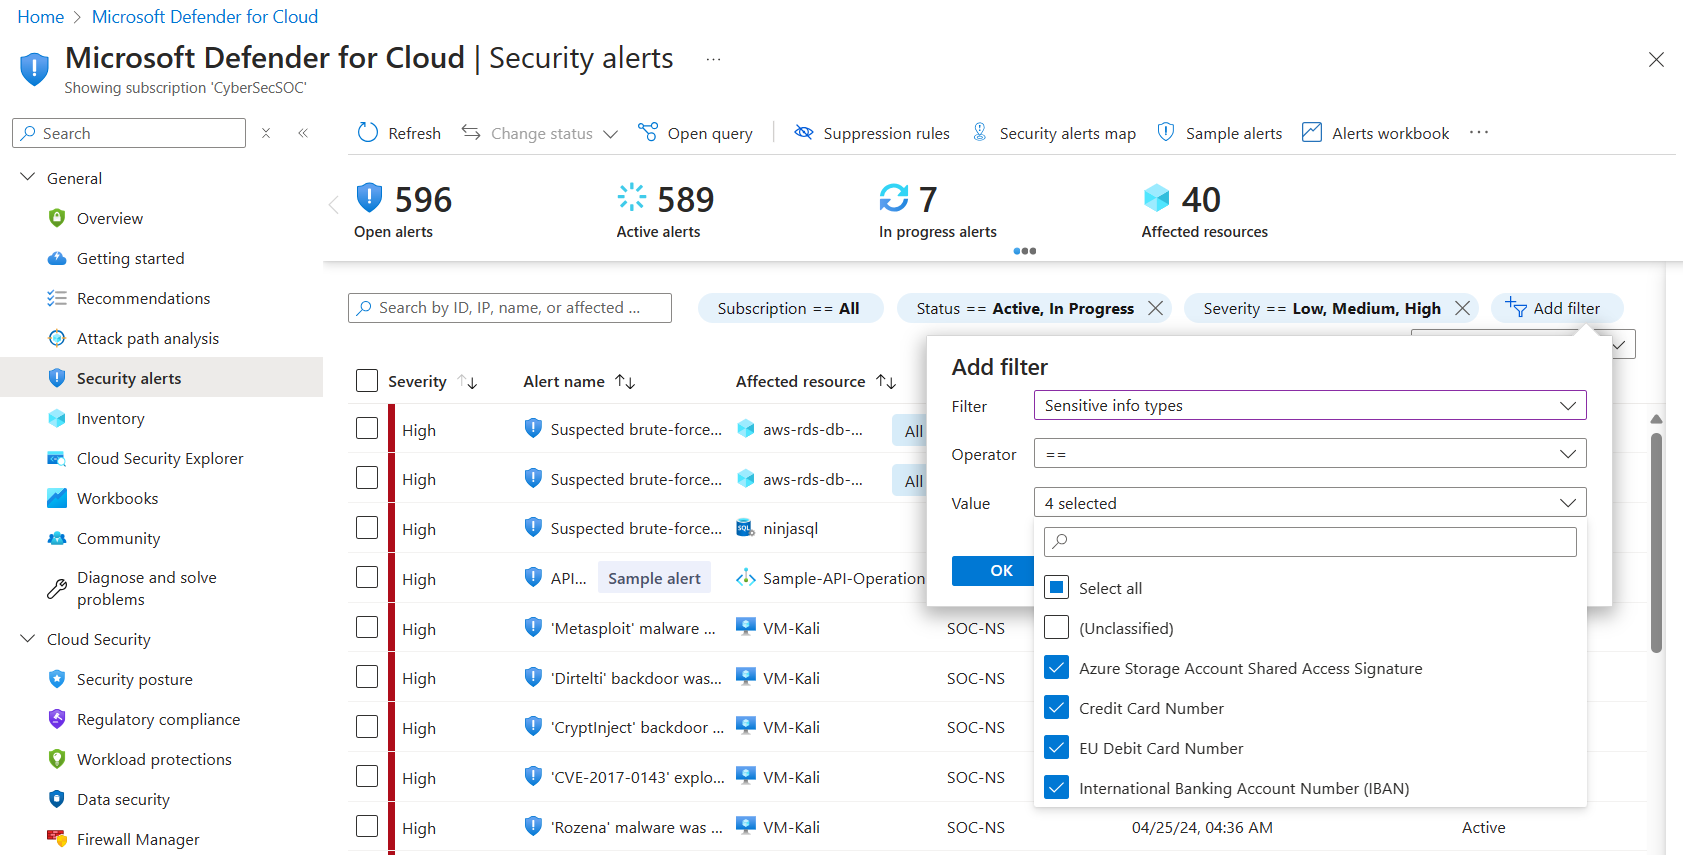 Home > Microsoft Defender for Cloud
Microsoft Defender for Cloud | Security alerts ...
Showing subscription 'CyberSecSOC'
Search
General
Overview
Getting started
Recommendations
Attack path analysis
Security alerts
Inventory
Cloud Security Explorer
Workbooks
Community
Diagnose and solve
problems
Cloud Security
Security posture
Regulatory compliance
Workload protections
Data security
Firewall Manager
Refresh Change status Open query Suppression rules Security alerts map Sample alerts Alerts workbook ...
596 589 7 40
Open alerts Active alerts In progress alerts Affected resources
Search by ID, IP, name, or affected ... Subscription == All Status == Active, In Progress Severity == Low, Medium, High Add filter
Severity Alert name Affected resource
High Suspected brute-force... aws-rds-db-... All
High Suspected brute-force... aws-rds-db-... All
High Suspected brute-force... ninjasql
High API... Sample alert Sample-API-Operation
High 'Metasploit' malware ... VM-Kali SOC-NS
High 'Dirtelti' backdoor was... VM-Kali SOC-NS
High 'CryptInject' backdoor ... VM-Kali SOC-NS
High 'CVE-2017-0143' explo... VM-Kali SOC-NS
High 'Rozena' malware was ... VM-Kali SOC-NS 04/25/24, 04:36 AM Active
Add filter
Filter Sensitive info types
Operator ==
Value 4 selected
OK
Select all
(Unclassified)
Azure Storage Account Shared Access Signature
Credit Card Number
EU Debit Card Number
International Banking Account Number (IBAN)